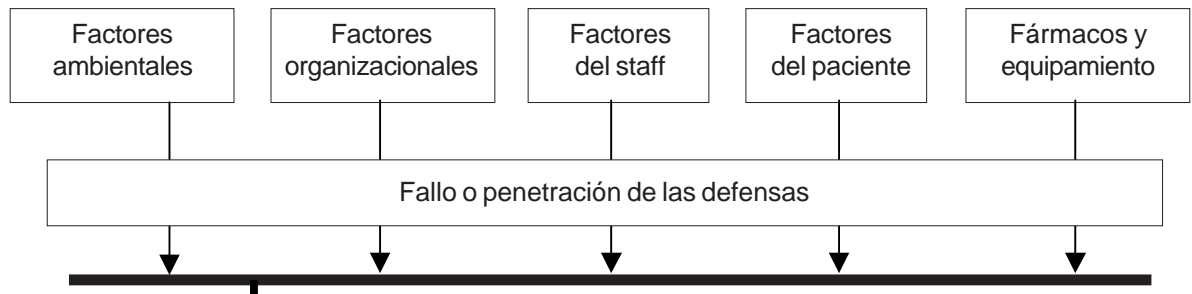 Factores
ambientales
Factores
organizacionales
Factores
del staff
Factores
del paciente
Fármacos y
equipamiento
Fallo o penetración de las defensas